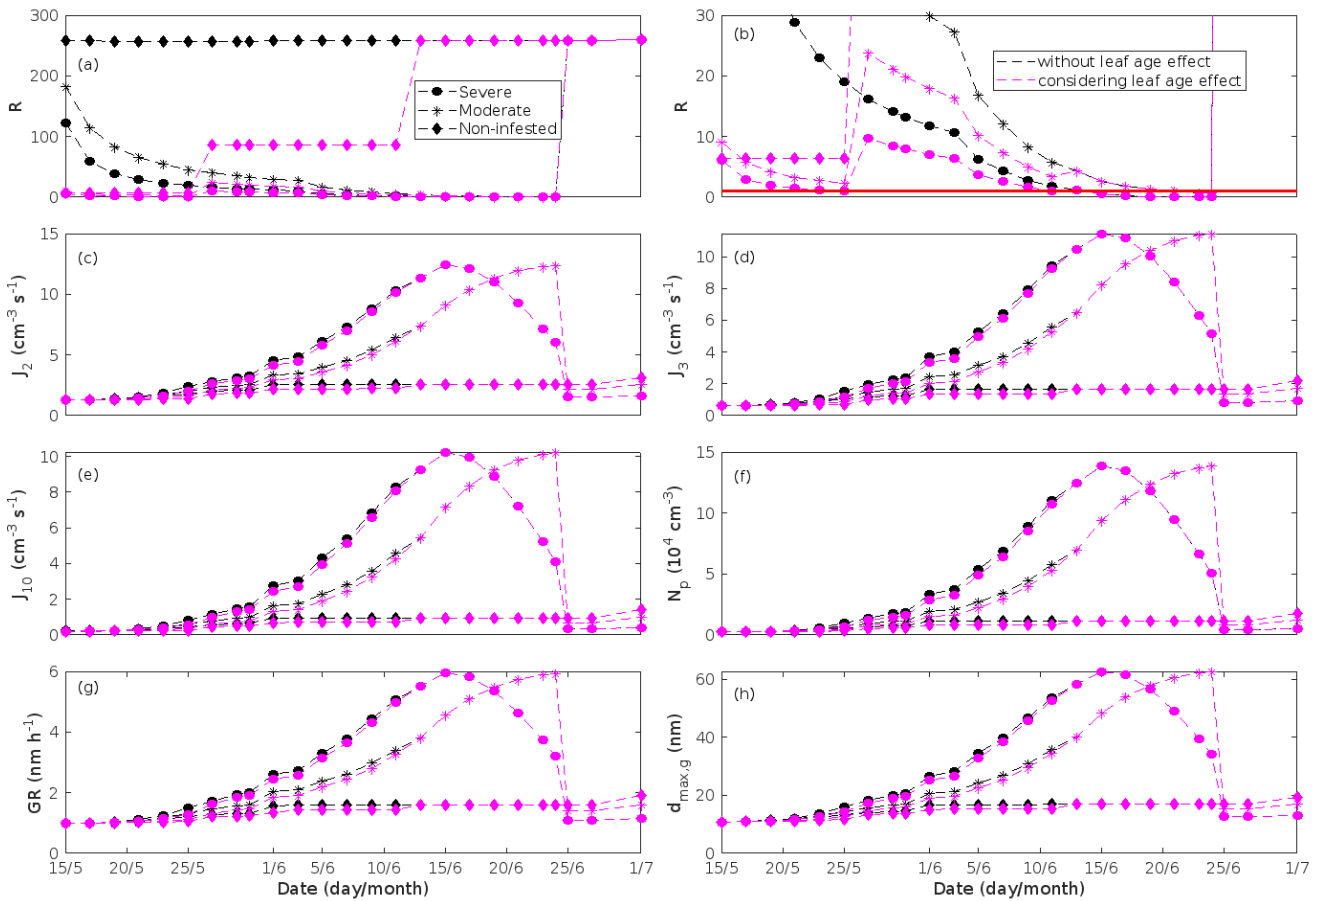 300
200
100
0
R
(a)
Severe
Moderate
Non-infested
30
20
10
0
R
(b)
without leaf age effect
considering leaf age effect
15
10
5
0
J2 (cm-3 s-1)
(c)
10
8
6
4
2
0
J3 (cm-3 s-1)
(d)
10
8
6
4
2
0
J10 (cm-3 s-1)
(e)
15
10
5
0
Np (104 cm-3)
(f)
6
4
2
0
GR (nm h-1)
(g)
15/5 20/5 25/5 1/6 5/6 10/6 15/6 20/6 25/6 1/7
Date (day/month)
60
40
20
0
dmax,g (nm)
(h)
15/5 20/5 25/5 1/6 5/6 10/6 15/6 20/6 25/6 1/7
Date (day/month)